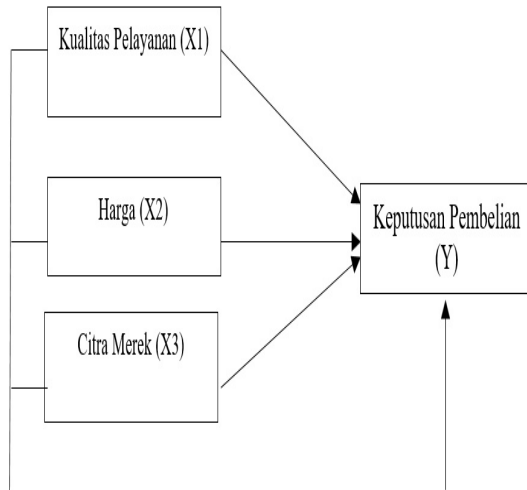 Kualitas Pelayanan (X1)
Harga (X2)
Keputusan Pembelian
(Y)
Citra Merek (X3)